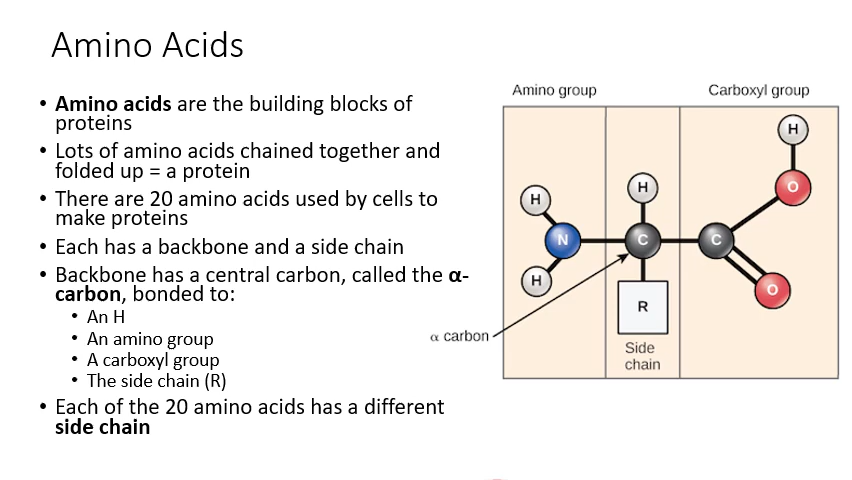 Amino Acids
• Amino acids are the building blocks of
proteins
• Lots of amino acids chained together and
folded up = a protein
• There are 20 amino acids used by cells to
make proteins
• Each has a backbone and a side chain
• Backbone has a central carbon, called the α-
carbon, bonded to:
• An H
• An amino group
• A carboxyl group
• The side chain (R)
• Each of the 20 amino acids has a different
side chain
Amino group
Carboxyl group
H
H
H
O
N
C
C
H
O
R
α carbon
Side
chain